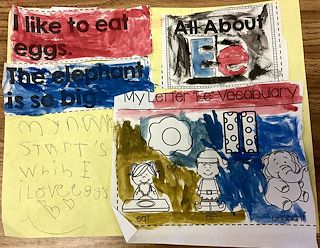 I like to eat
eggs.
The elephant
is so big.
my nam
start's
I love eggs
All About
Ee
My Letter Ee Vocabulary
eat
elf
elephant